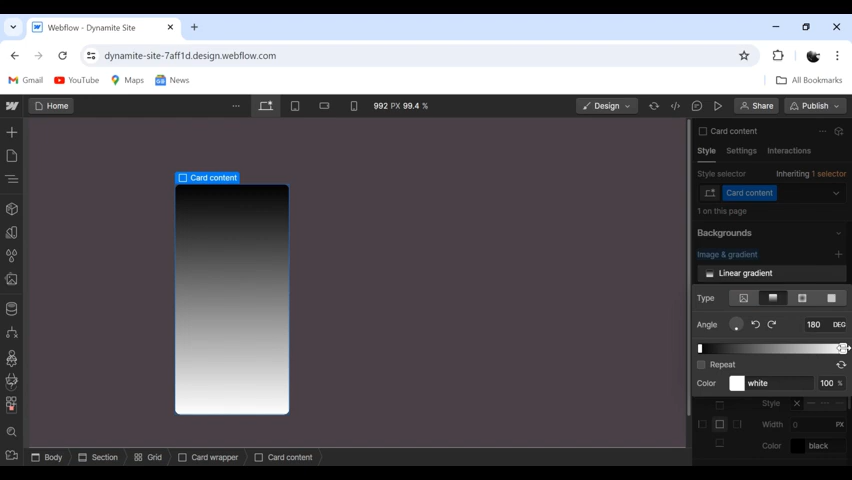 Webflow - Dynamite Site
dynamite-site-7aff1d.design.webflow.com
Gmail YouTube Maps News All Bookmarks
Home 992 PX 99.4 % Design Share Publish
Card content
Style Settings Interactions
Style selector Inheriting 1 selector
Card content
1 on this page
Backgrounds
Image & gradient
Linear gradient
Type
Angle 180 DEG
Repeat
Color white 100 %
Style
Width 0 PX
Color black
Card content
Body Section Grid Card wrapper Card content